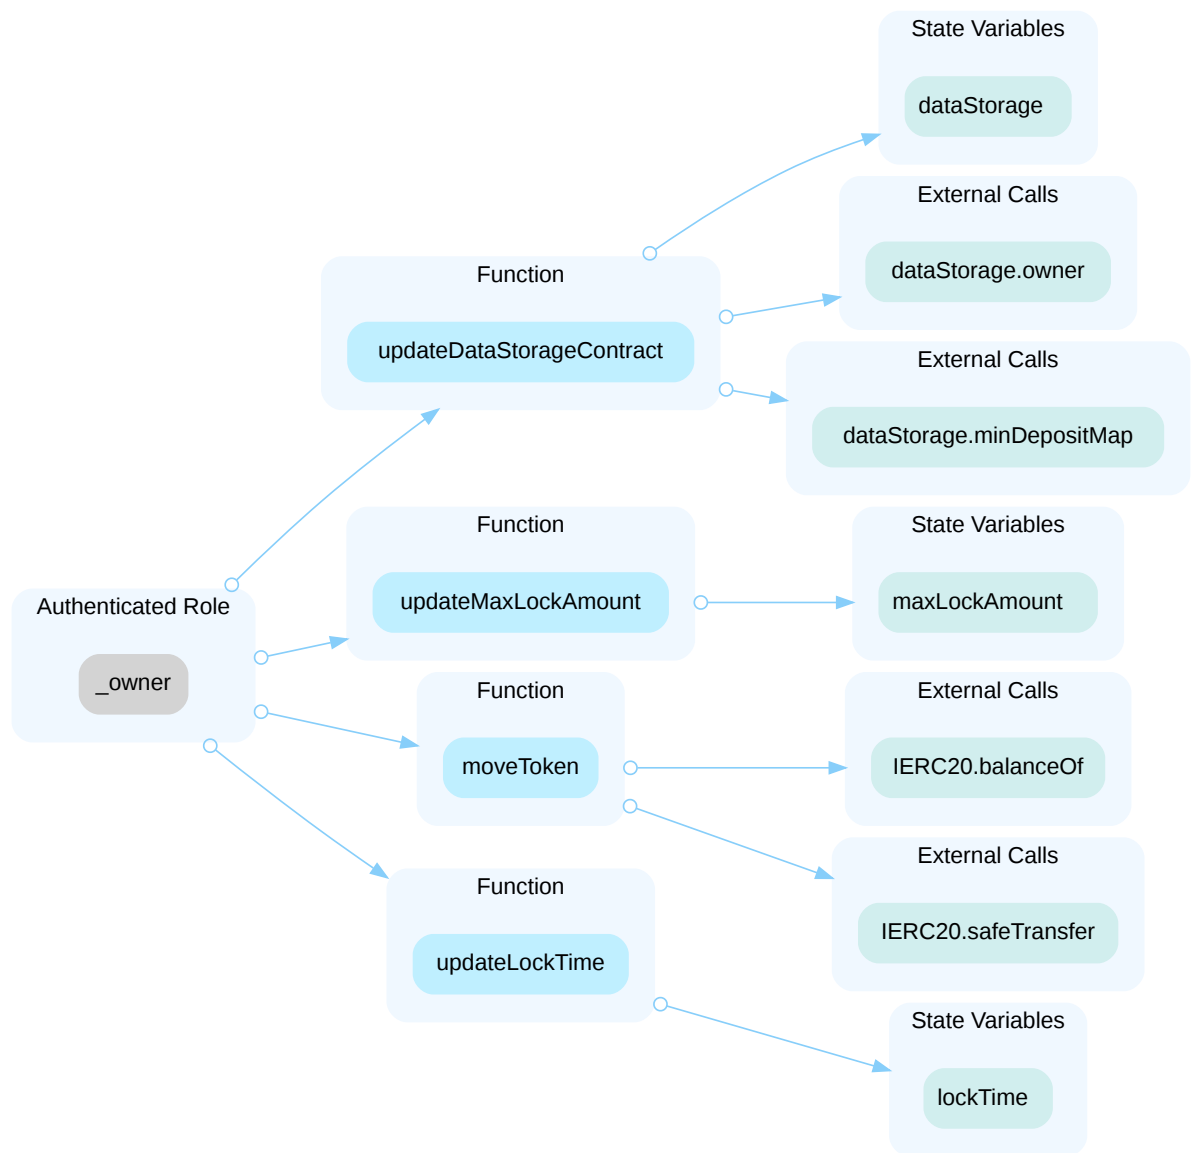 Authenticated Role
_owner
Function
updateDataStorageContract
State Variables
dataStorage
External Calls
dataStorage.owner
External Calls
dataStorage.minDepositMap
Function
updateMaxLockAmount
State Variables
maxLockAmount
Function
moveToken
External Calls
IERC20.balanceOf
External Calls
IERC20.safeTransfer
Function
updateLockTime
State Variables
lockTime